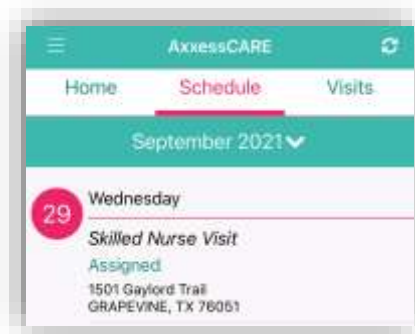 AxxessCARE
Home Schedule Visits
September 2021
29
Wednesday
Skilled Nurse Visit
Assigned
1501 Gaylord Trail
GRAPEVINE, TX 76051